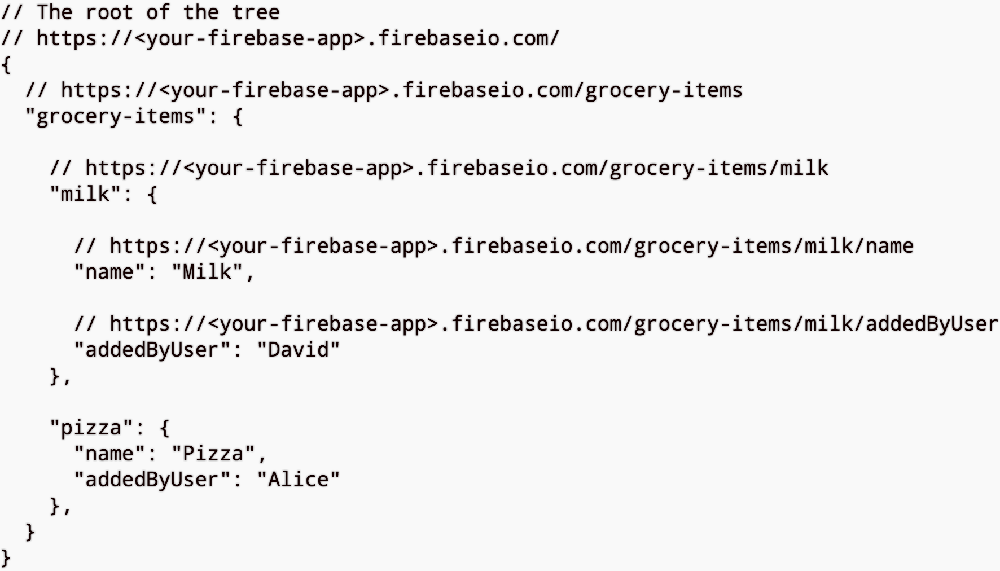 // The root of the tree
// https://<your-firebase-app>.firebaseio.com/
{
  // https://<your-firebase-app>.firebaseio.com/grocery-items
  "grocery-items": {

    // https://<your-firebase-app>.firebaseio.com/grocery-items/milk
    "milk": {

      // https://<your-firebase-app>.firebaseio.com/grocery-items/milk/name
      "name": "Milk",

      // https://<your-firebase-app>.firebaseio.com/grocery-items/milk/addedByUser
      "addedByUser": "David"
    },

    "pizza": {
      "name": "Pizza",
      "addedByUser": "Alice"
    },
  }
}